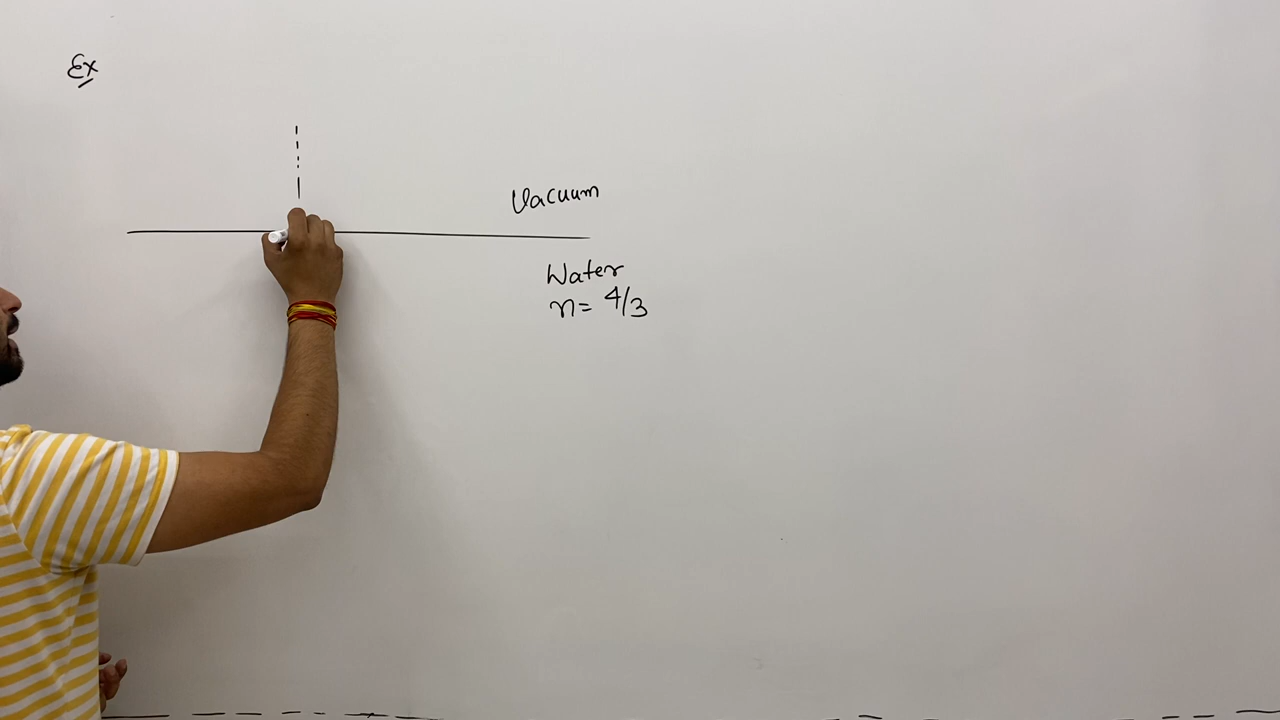 Ex
Vacuum
Water
n = 4/3